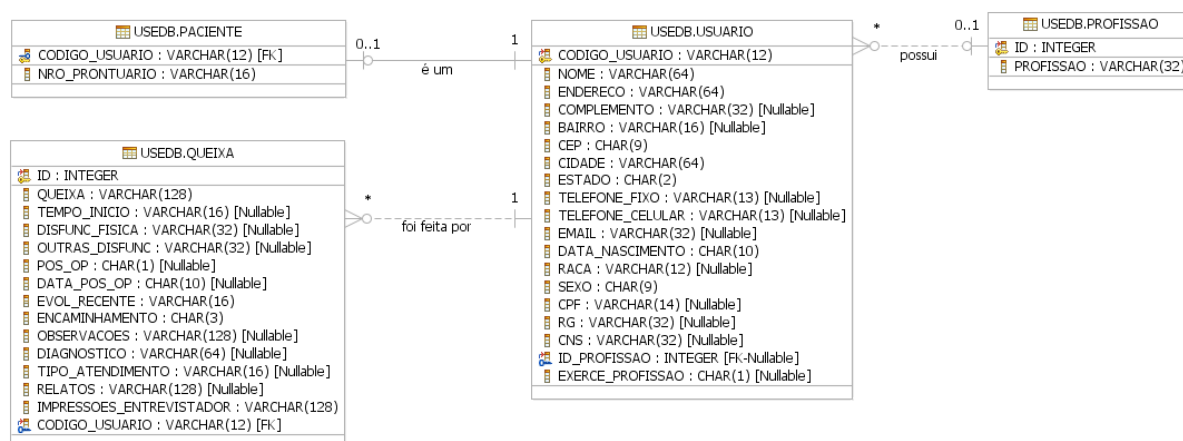 USEDB.PACIENTE
CODIGO_USUARIO : VARCHAR(12) [FK]
NRO_PRONTUARIO : VARCHAR(16)
0..1
é um
1
USEDB.USUARIO
CODIGO_USUARIO : VARCHAR(12)
NOME : VARCHAR(64)
ENDERECO : VARCHAR(64)
COMPLEMENTO : VARCHAR(32) [Nullable]
BAIRRO : VARCHAR(16) [Nullable]
CEP : CHAR(9)
CIDADE : VARCHAR(64)
ESTADO : CHAR(2)
TELEFONE_FIXO : VARCHAR(13) [Nullable]
TELEFONE_CELULAR : VARCHAR(13) [Nullable]
EMAIL : VARCHAR(32) [Nullable]
DATA_NASCIMENTO : CHAR(10)
RACA : VARCHAR(12) [Nullable]
SEXO : CHAR(9)
CPF : VARCHAR(14) [Nullable]
RG : VARCHAR(32) [Nullable]
CNS : VARCHAR(32) [Nullable]
ID_PROFISSAO : INTEGER [FK-Nullable]
EXERCE_PROFISSAO : CHAR(1) [Nullable]
*
possui
0..1
USEDB.PROFISSAO
ID : INTEGER
PROFISSAO : VARCHAR(32)
USEDB.QUEIXA
ID : INTEGER
QUEIXA : VARCHAR(128)
TEMPO_INICIO : VARCHAR(16) [Nullable]
DISFUNC_FISICA : VARCHAR(32) [Nullable]
OUTRAS_DISFUNC : VARCHAR(32) [Nullable]
POS_OP : CHAR(1) [Nullable]
DATA_POS_OP : CHAR(10) [Nullable]
EVOL_RECENTE : VARCHAR(16)
ENCAMINHAMENTO : CHAR(3)
OBSERVACOES : VARCHAR(128) [Nullable]
DIAGNOSTICO : VARCHAR(64) [Nullable]
TIPO_ATENDIMENTO : VARCHAR(16) [Nullable]
RELATOS : VARCHAR(128) [Nullable]
IMPRESSOES_ENTREVISTADOR : VARCHAR(128)
CODIGO_USUARIO : VARCHAR(12) [FK]
*
foi feita por
1